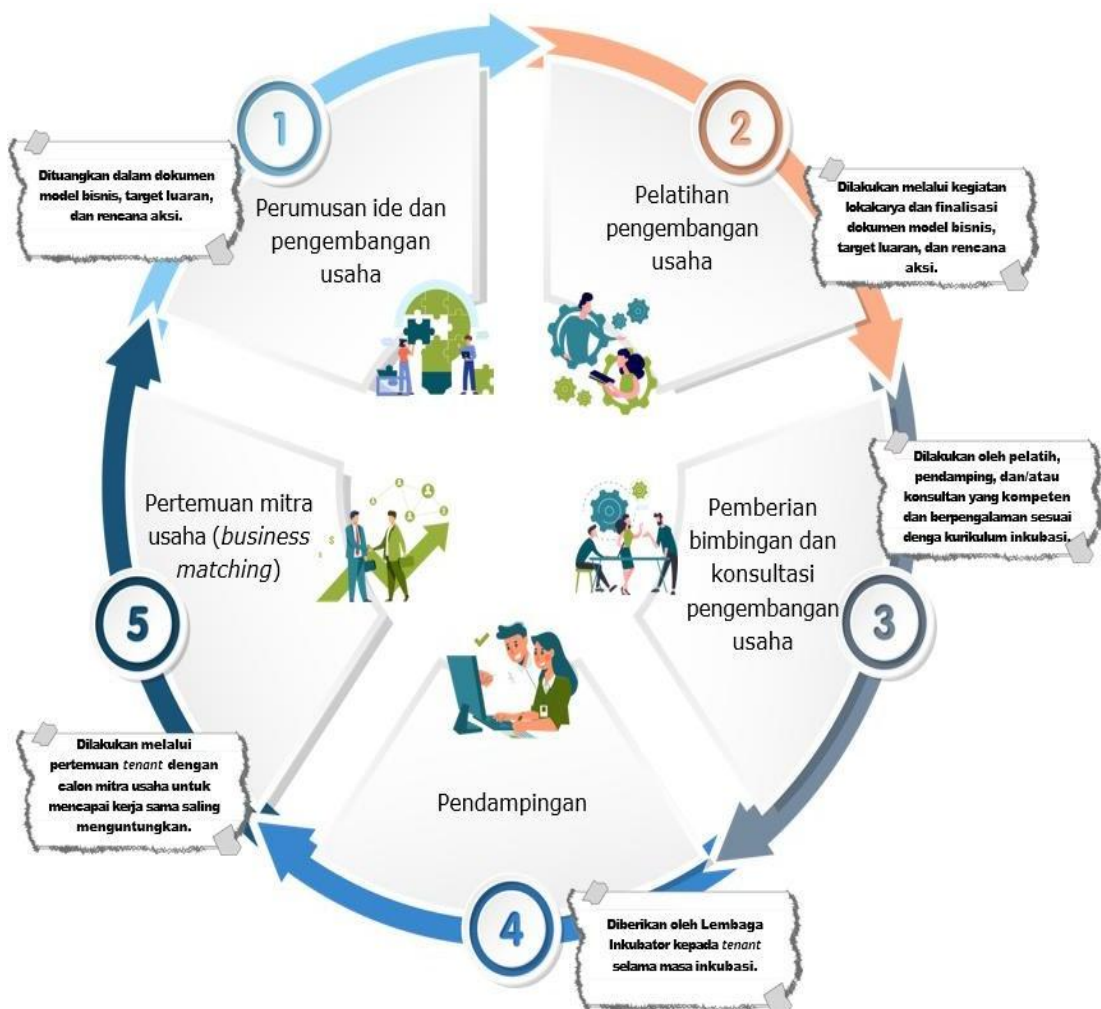 1
Dituangkan dalam dokumen
model bisnis, target luaran,
dan rencana aksi.
Perumusan ide dan
pengembangan
usaha
2
Pelatihan
pengembangan
usaha
Dilakukan melalui kegiatan
lokakarya dan finalisasi
dokumen model bisnis,
target luaran, dan rencana
aksi.
3
Pemberian
bimbingan dan
konsultasi
pengembangan
usaha
Dilakukan oleh pelatih,
pendamping, dan/atau
konsultan yang kompeten
dan berpengalaman sesuai
denga kurikulum inkubasi.
4
Pendampingan
Diberikan oleh Lembaga
Inkubator kepada tenant
selama masa inkubasi.
5
Pertemuan mitra
usaha (business
matching)
Dilakukan melalui
pertemuan tenant dengan
calon mitra usaha untuk
mencapai kerja sama saling
menguntungkan.